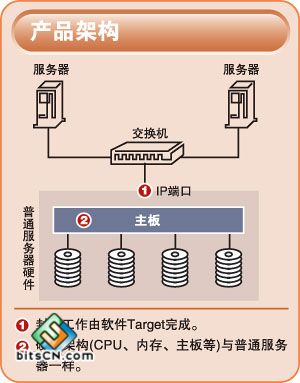 产品架构
服务器
服务器
交换机
1 IP端口
普通服务器硬件
2 主板
1 工作由软件Target完成。
2 架构(CPU、内存、主板等)与普通服务
器一样。
bitsCN.com